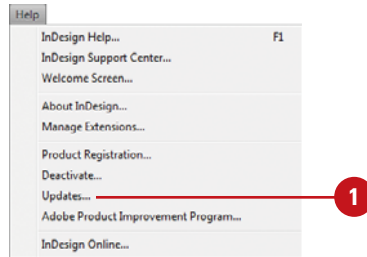 Help
InDesign Help... F1
InDesign Support Center...
Welcome Screen...
About InDesign...
Manage Extensions...
Product Registration...
Deactivate...
Updates... 1
Adobe Product Improvement Program...
InDesign Online...